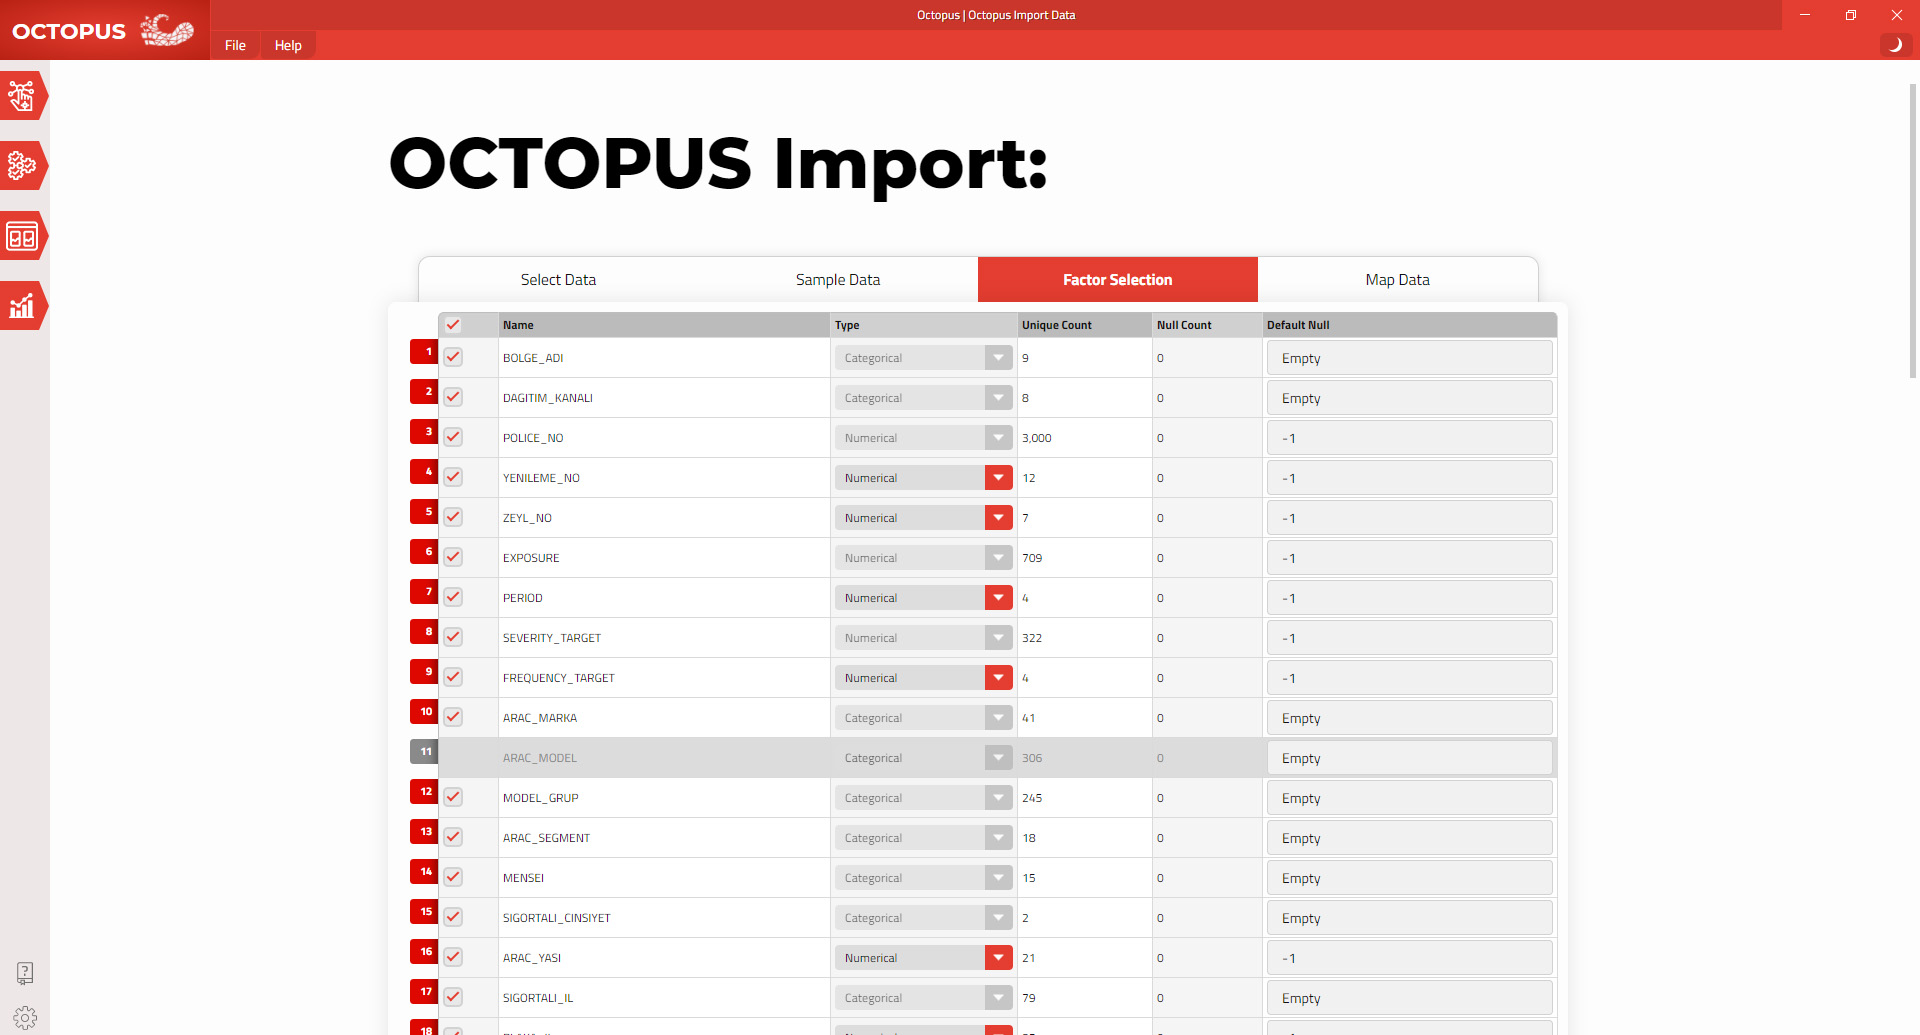 Octopus | Octopus Import Data
OCTOPUS
File Help
OCTOPUS Import:
Select Data Sample Data Factor Selection Map Data
Name Type Unique Count Null Count Default Null
1 BOLGE_ADI Categorical 9 0 Empty
2 DAGITIM_KANALI Categorical 8 0 Empty
3 POLICE_NO Numerical 3,000 0 -1
4 YENILEME_NO Numerical 12 0 -1
5 ZEYL_NO Numerical 7 0 -1
6 EXPOSURE Numerical 709 0 -1
7 PERIOD Numerical 4 0 -1
8 SEVERITY_TARGET Numerical 322 0 -1
9 FREQUENCY_TARGET Numerical 4 0 -1
10 ARAC_MARKA Categorical 41 0 Empty
11 ARAC_MODEL Categorical 306 0 Empty
12 MODEL_GRUP Categorical 245 0 Empty
13 ARAC_SEGMENT Categorical 18 0 Empty
14 MENSEI Categorical 15 0 Empty
15 SIGORTALI_CINSIYET Categorical 2 0 Empty
16 ARAC_YASI Numerical 21 0 -1
17 SIGORTALI_IL Categorical 79 0 Empty
18